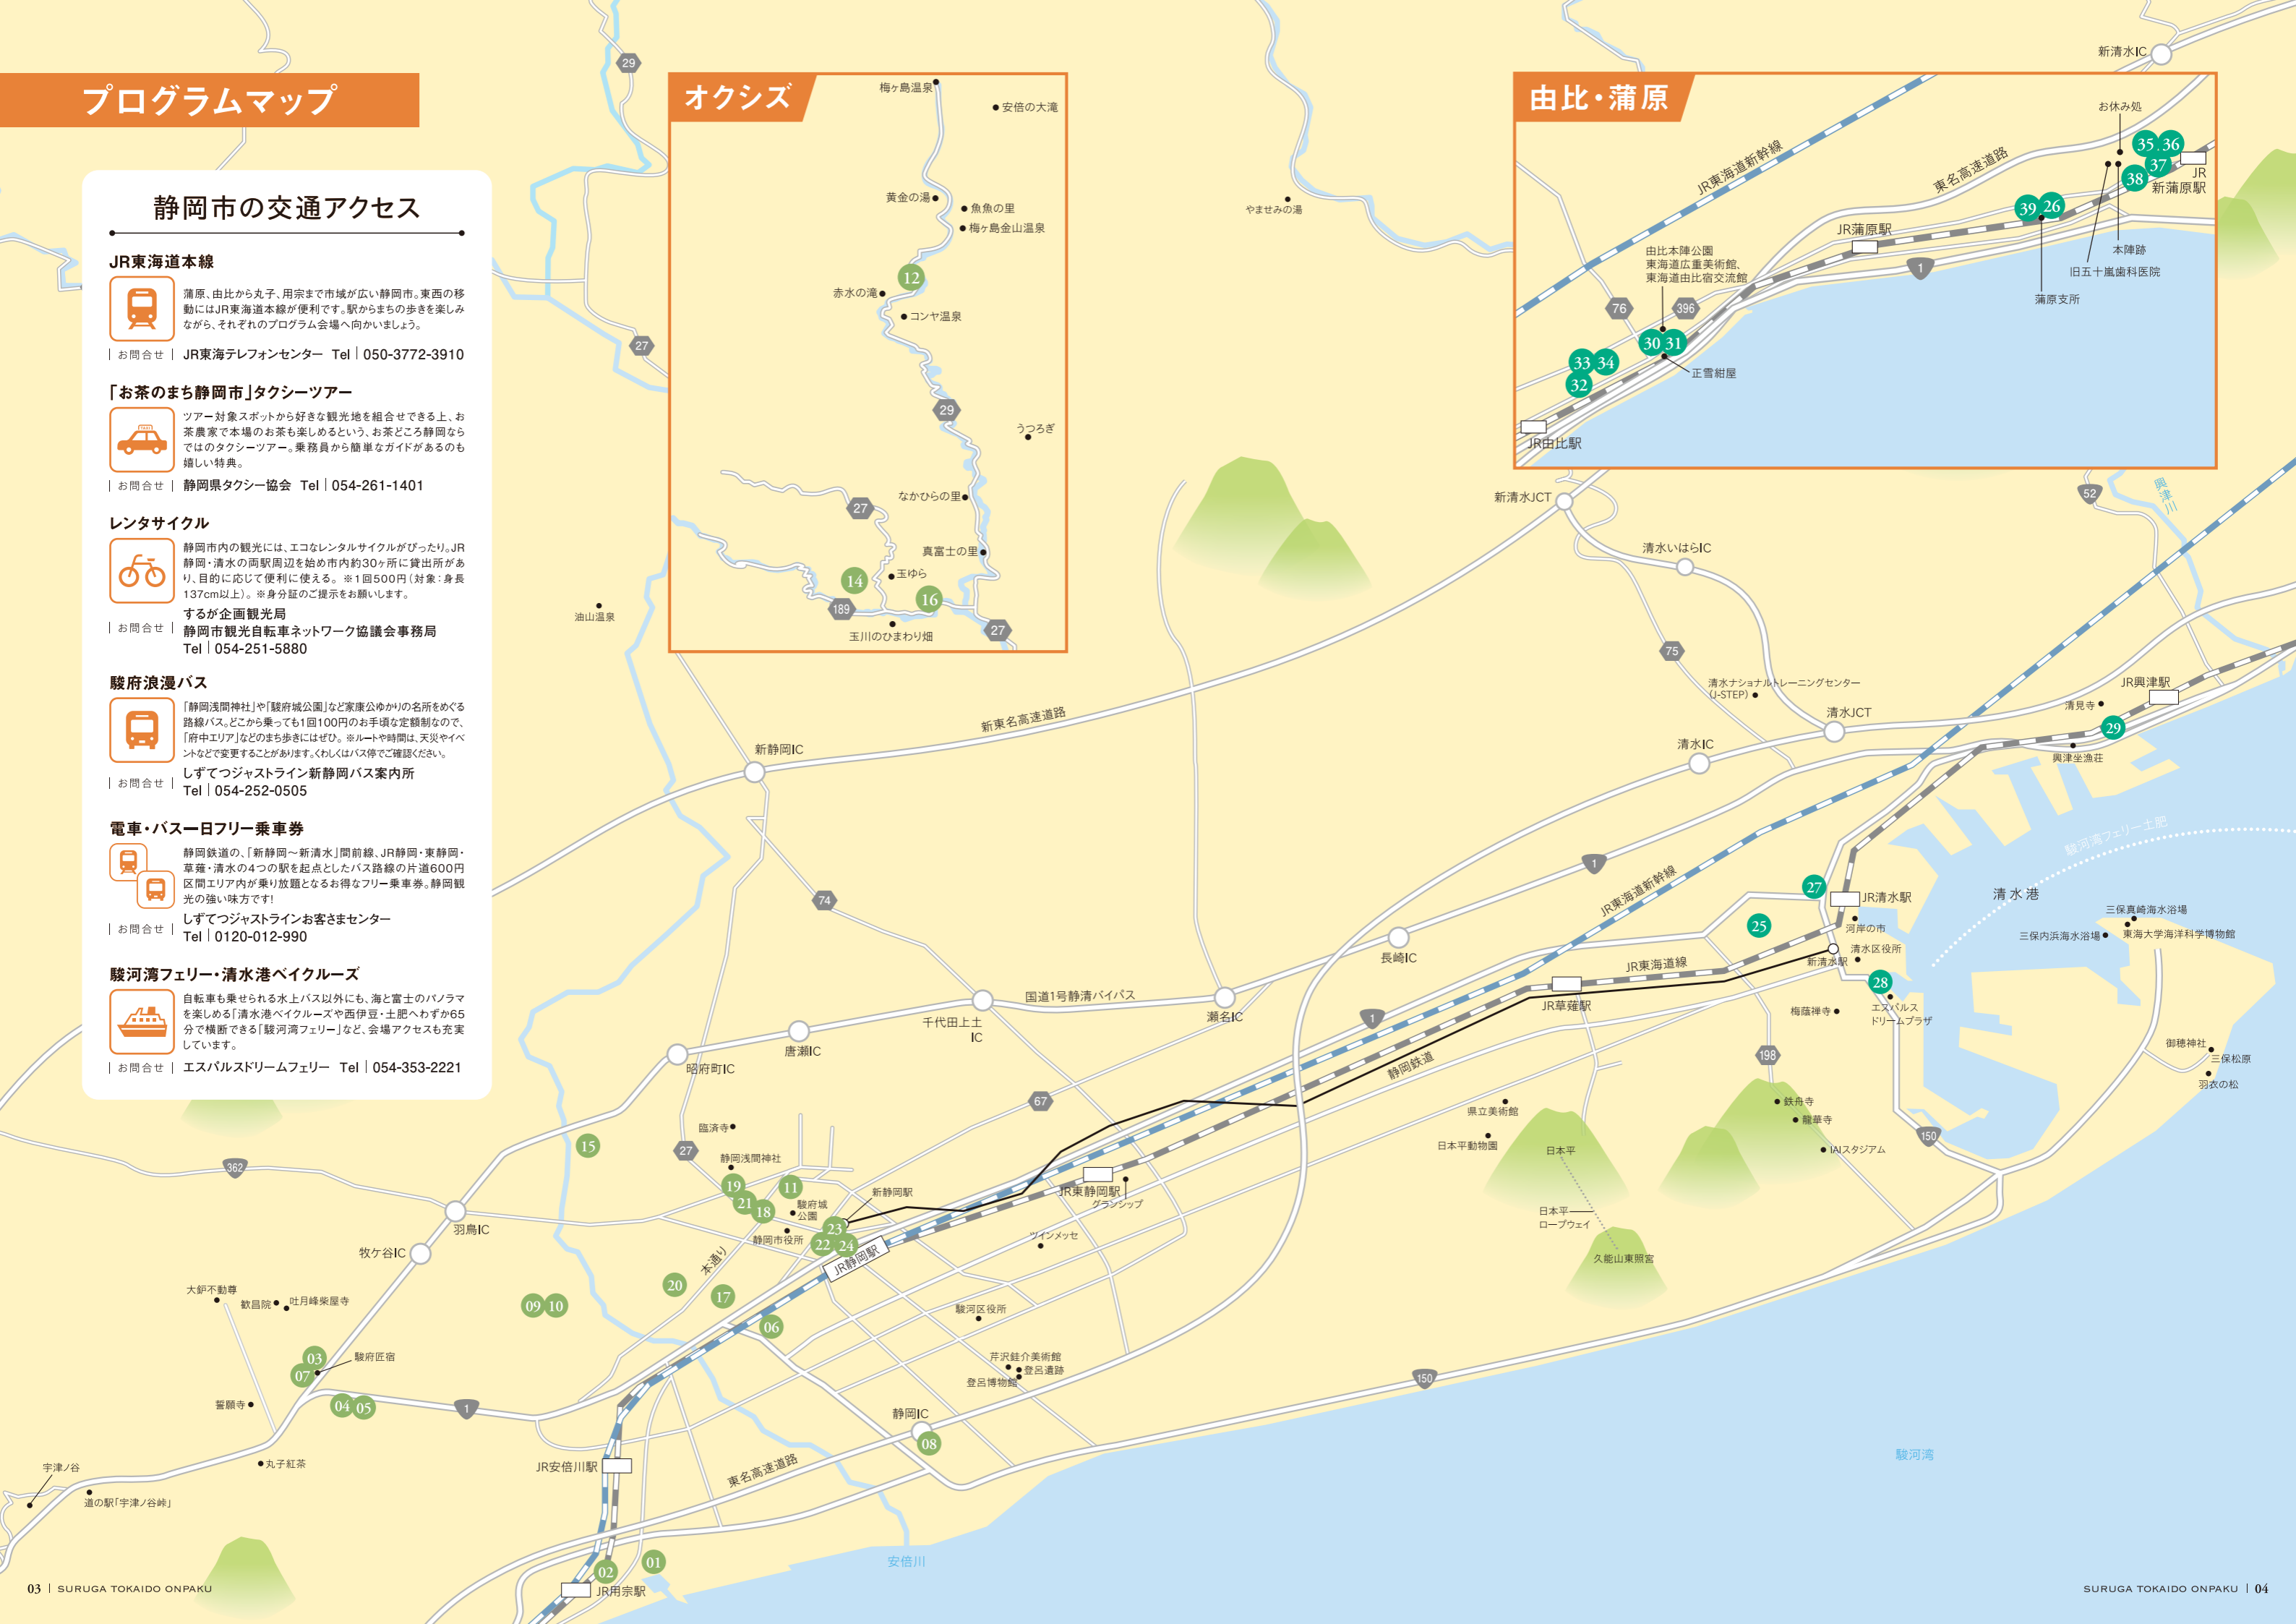 プログラムマップ
静岡市の交通アクセス
JR東海道本線
蒲原、由比から丸子、用宗まで市域が広い静岡市。東西の移
動にはJR東海道本線が便利です。駅からまちの歩きを楽しみ
ながら、それぞれのプログラム会場へ向かいましょう。
お問合せ JR東海テレフォンセンター Tel 050-3772-3910
「お茶のまち静岡市」タクシーツアー
TAXI
ツアー対象スポットから好きな観光地を組合せできる上、お
茶農家で本場のお茶も楽しめるという、お茶どころ静岡なら
ではのタクシーツアー。乗務員から簡単なガイドがあるのも
嬉しい特典。
お問合せ 静岡県タクシー協会 Tel 054-261-1401
レンタサイクル
静岡市内の観光には、エコなレンタルサイクルがぴったり。JR
静岡・清水の両駅周辺を始め市内約30ヶ所に貸出所があ
り、目的に応じて便利に使える。 ※1回500円（対象：身長
137cm以上）。 ※身分証のご提示をお願いします。
お問合せ
するが企画観光局
静岡市観光自転車ネットワーク協議会事務局
Tel 054-251-5880
駿府浪漫バス
「静岡浅間神社」や「駿府城公園」など家康公ゆかりの名所をめぐる
路線バス。どこから乗っても1回100円のお手頃な定額制なので、
「府中エリア」などのまち歩きにはぜひ。 ※ルートや時間は、天災やイベ
ントなどで変更することがあります。くわしくはバス停でご確認ください。
お問合せ
しずてつジャストライン新静岡バス案内所
Tel 054-252-0505
電車・バス一日フリー乗車券
静岡鉄道の、「新静岡〜新清水」間前線、JR静岡・東静岡・
草薙・清水の4つの駅を起点としたバス路線の片道600円
区間エリア内が乗り放題となるお得なフリー乗車券。静岡観
光の強い味方です!
お問合せ
しずてつジャストラインお客さまセンター
Tel 0120-012-990
駿河湾フェリー・清水港ベイクルーズ
自転車も乗せられる水上バス以外にも、海と富士のパノラマ
を楽しめる「清水港ベイクルーズや西伊豆・土肥へわずか65
分で横断できる「駿河湾フェリー」など、会場アクセスも充実
しています。
お問合せ エスパルスドリームフェリー Tel 054-353-2221
オクシズ
梅ヶ島温泉
安倍の大滝
黄金の湯
魚魚の里
梅ヶ島金山温泉
12
赤水の滝
コンヤ温泉
29
うつろぎ
なかひらの里
27
真富士の里
14
玉ゆら
16
189
玉川のひまわり畑
27
由比・蒲原
JR東海道新幹線
東名高速道路
お休み処
35
36
37
38
JR
新蒲原駅
39
26
JR蒲原駅
本陣跡
旧五十嵐歯科医院
蒲原支所
1
由比本陣公園
東海道広重美術館、
東海道由比宿交流館
76
396
30
31
33
34
32
正雪紺屋
JR由比駅
新清水IC
29
27
やませみの湯
油山温泉
新清水JCT
52
興津川
清水いはらIC
75
清水ナショナルトレーニングセンター
（J-STEP）
清水JCT
清水IC
JR興津駅
清見寺
29
興津坐漁荘
新静岡IC
新東名高速道路
74
1
JR東海道新幹線
駿河湾フェリー土肥
清水港
27
JR清水駅
25
河岸の市
清水区役所
新清水駅
28
エスパルス
ドリームプラザ
梅蔭禅寺
三保真崎海水浴場
三保内浜海水浴場
東海大学海洋科学博物館
御穂神社
三保松原
羽衣の松
長崎IC
JR東海道線
JR草薙駅
国道1号静清バイパス
瀬名IC
千代田上土
IC
唐瀬IC
昭府町IC
1
静岡鉄道
198
67
県立美術館
日本平動物園
日本平
日本平
ロープウェイ
久能山東照宮
鉄舟寺
龍華寺
IAIスタジアム
150
臨済寺
27
15
静岡浅間神社
19
21
18
11
駿府城
公園
新静岡駅
23
22
24
静岡市役所
JR静岡駅
JR東静岡駅
グランシップ
ツインメッセ
362
羽鳥IC
牧ケ谷IC
本通り
20
17
06
09
10
駿河区役所
芹沢銈介美術館
登呂遺跡
登呂博物館
大鈩不動尊
歓昌院
吐月峰柴屋寺
03
07
駿府匠宿
04
05
誓願寺
1
丸子紅茶
宇津ノ谷
道の駅「宇津ノ谷峠」
静岡IC
08
150
JR安倍川駅
東名高速道路
駿河湾
安倍川
01
02
JR用宗駅
03 SURUGA TOKAIDO ONPAKU
SURUGA TOKAIDO ONPAKU 04